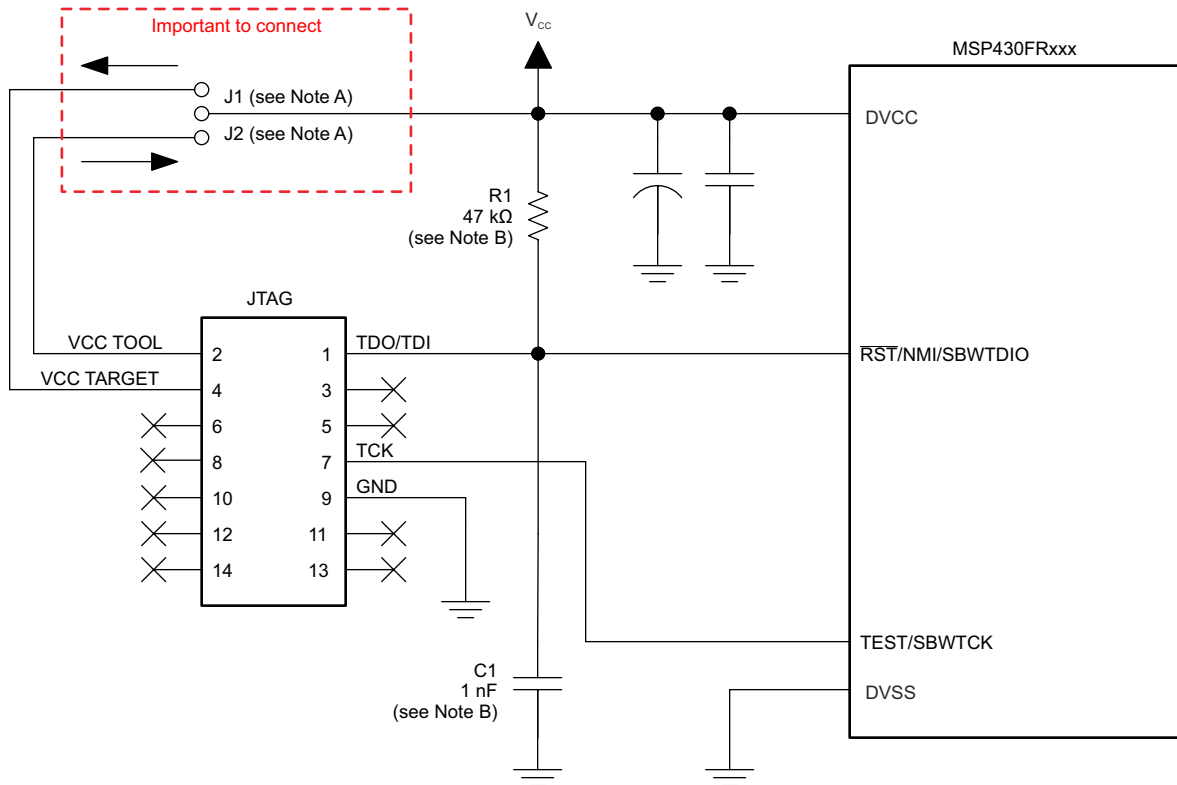 Important to connect
VCC
MSP430FRxxx
J1 (see Note A)
J2 (see Note A)
DVCC
R1
47 kΩ
(see Note B)
JTAG
VCC TOOL
2
1
TDO/TDI
RST/NMI/SBWTDIO
VCC TARGET
4
3
6
5
8
7
TCK
10
9
GND
12
11
14
13
TEST/SBWTCK
C1
1 nF
(see Note B)
DVSS